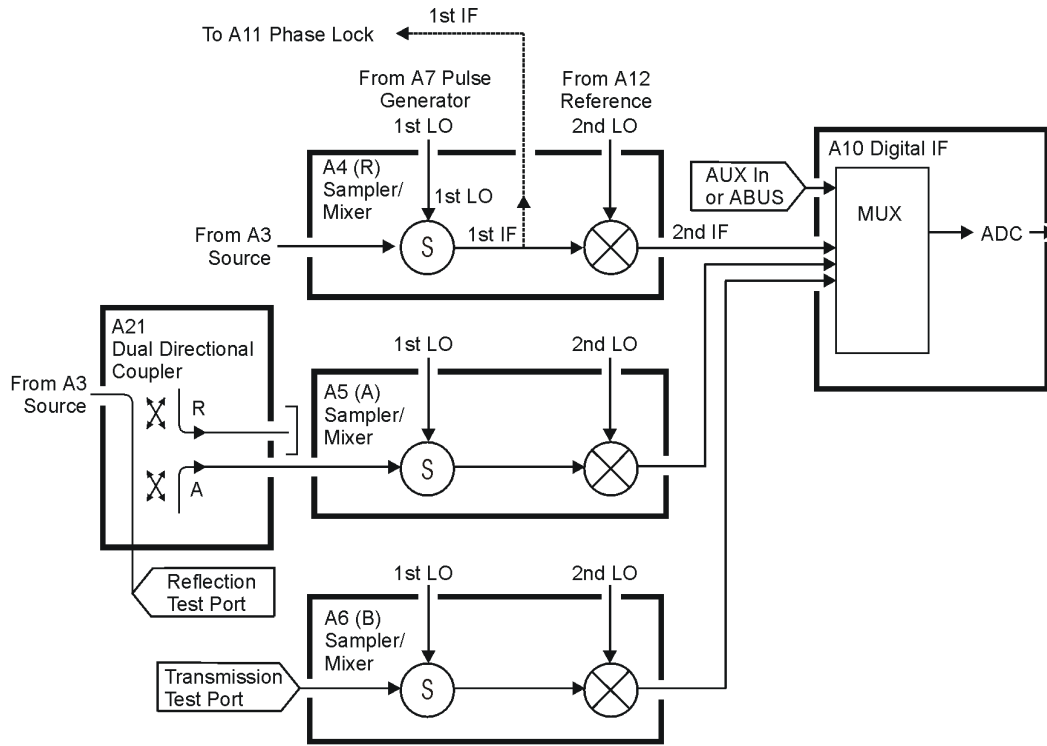 1st IF
To A11 Phase Lock
From A7 Pulse
Generator
1st LO
From A12
Reference
2nd LO
A4 (R)
Sampler/
Mixer
1st LO
From A3
Source
S
1st IF
2nd IF
AUX In
or ABUS
A10 Digital IF
MUX
ADC
A21
Dual Directional
Coupler
From A3
Source
R
A
1st LO
2nd LO
A5 (A)
Sampler/
Mixer
S
Reflection
Test Port
1st LO
2nd LO
A6 (B)
Sampler/
Mixer
Transmission
Test Port
S